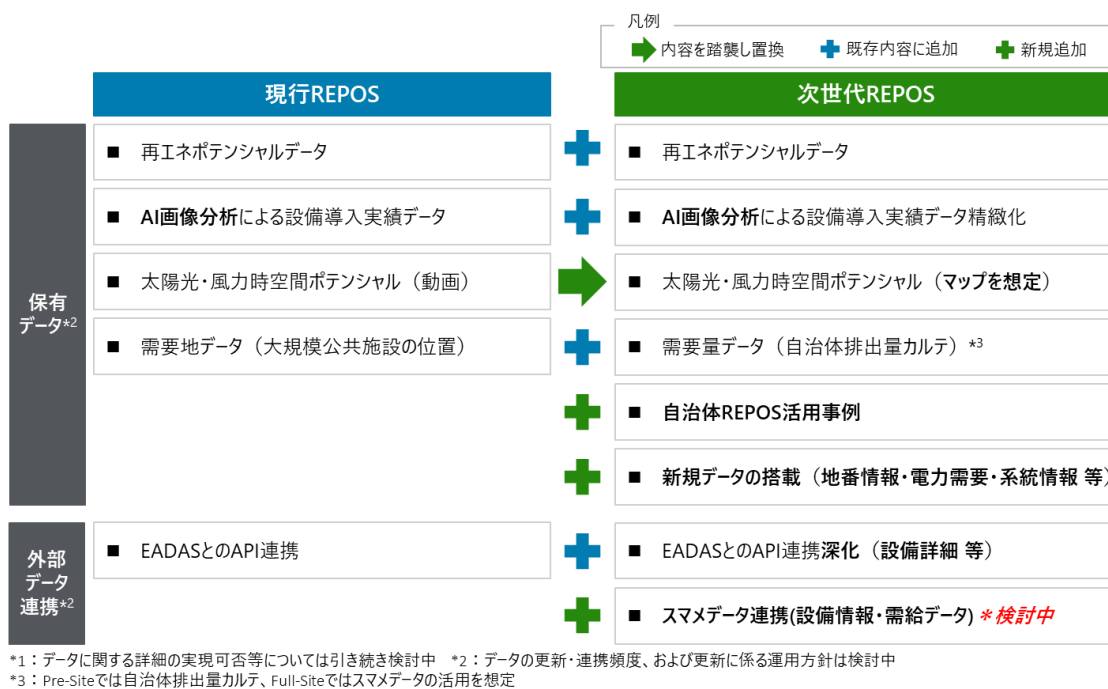 凡例
内容を踏襲し置換 既存内容に追加 新規追加
現行REPOS 次世代REPOS
保有
データ*2
■ 再エネポテンシャルデータ ■ 再エネポテンシャルデータ
■ AI画像分析による設備導入実績データ ■ AI画像分析による設備導入実績データ精緻化
■ 太陽光・風力時空間ポテンシャル（動画） ■ 太陽光・風力時空間ポテンシャル（マップを想定）
■ 需要地データ（大規模公共施設の位置） ■ 需要量データ（自治体排出量カルテ）*3
■ 自治体REPOS活用事例
■ 新規データの搭載（地番情報・電力需要・系統情報 等）
外部
データ
連携*2
■ EADASとのAPI連携 ■ EADASとのAPI連携深化（設備詳細 等）
■ スマメデータ連携(設備情報・需給データ) ＊検討中
*1：データに関する詳細の実現可否等については引き続き検討中 *2：データの更新・連携頻度、および更新に係る運用方針は検討中
*3：Pre-Siteでは自治体排出量カルテ、Full-Siteではスマメデータの活用を想定